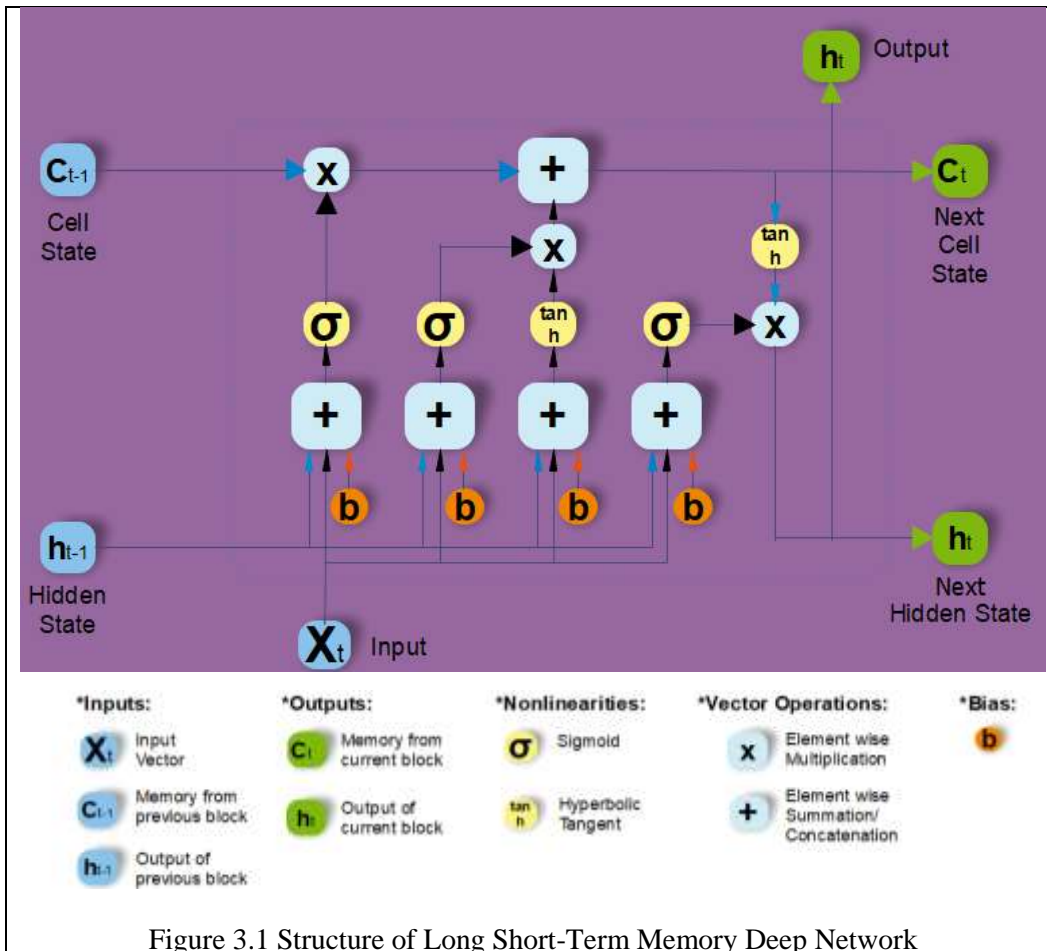 ht Output
Ct-1 x + Ct
Cell
State
Next
Cell
State
tan
h
x
σ σ tan
h
σ x
+ + + +
b b b b
ht-1 ht
Hidden
State
Next
Hidden State
Xt Input
*Inputs:
Xt Input
Vector
Ct-1 Memory from
previous block
ht-1 Output of
previous block
*Outputs:
Ct Memory from
current block
ht Output of
current block
*Nonlinearities:
σ Sigmoid
tan
h
Hyperbolic
Tangent
*Vector Operations:
x Element wise
Multiplication
+ Element wise
Summation/
Concatenation
*Bias:
b
Figure 3.1 Structure of Long Short-Term Memory Deep Network